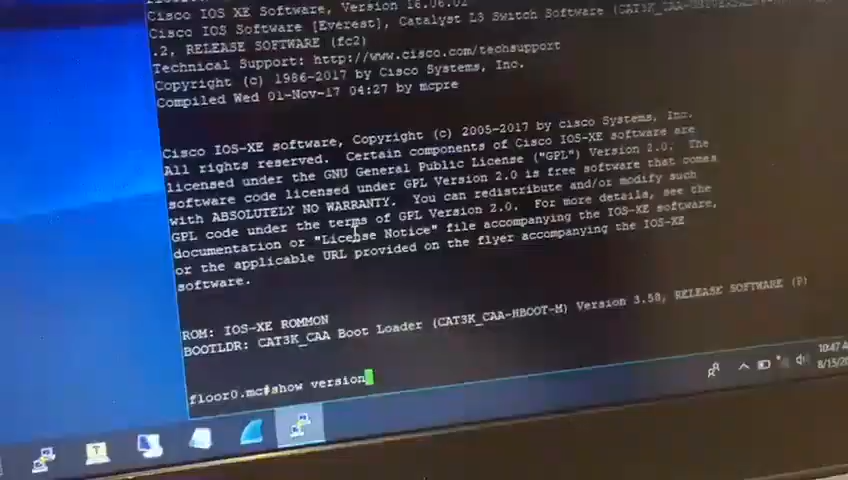 Cisco IOS XE Software, Version 16.06.02
Cisco IOS Software [Everest], Catalyst L3 Switch Software
.2, RELEASE SOFTWARE (fc2)
Technical Support: http://www.cisco.com/techsupport
Copyright (c) 1986-2017 by Cisco Systems, Inc.
Compiled Wed 01-Nov-17 04:27 by mcpre
Cisco IOS-XE software, Copyright (c) 2005-2017 by cisco Systems, Inc.
All rights reserved. Certain components of Cisco IOS-XE software are
licensed under the GNU General Public License ("GPL") Version 2.0. The
software code licensed under GPL Version 2.0 is free software that comes
with ABSOLUTELY NO WARRANTY. You can redistribute and/or modify such
GPL code under the terms of GPL Version 2.0. For more details, see the
documentation or "License Notice" file accompanying the IOS-XE software,
or the applicable URL provided on the flyer accompanying the IOS-XE
software.
ROM: IOS-XE ROMMON
BOOTLDR: CAT3K_CAA Boot Loader (CAT3K_CAA-HBOOT-M) Version 3.58, RELEASE SOFTWARE (P)
floor0.mc#show version
10:47